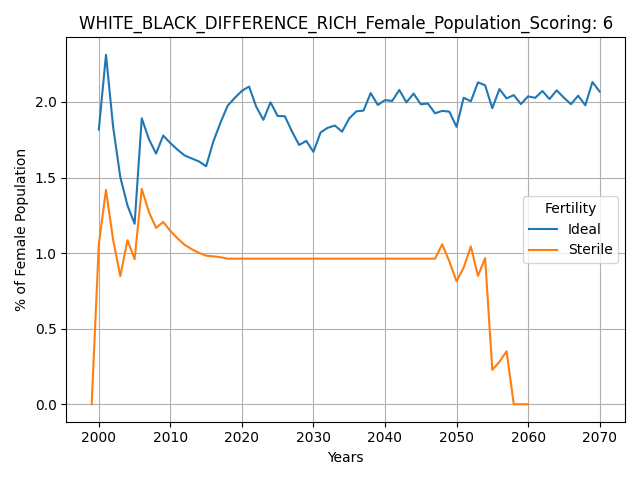 WHITE_BLACK_DIFFERENCE_RICH_Female_Population_Scoring: 6
% of Female Population
2.0
1.5
1.0
0.5
0.0
Fertility
Ideal
Sterile
2000 2010 2020 2030 2040 2050 2060 2070
Years